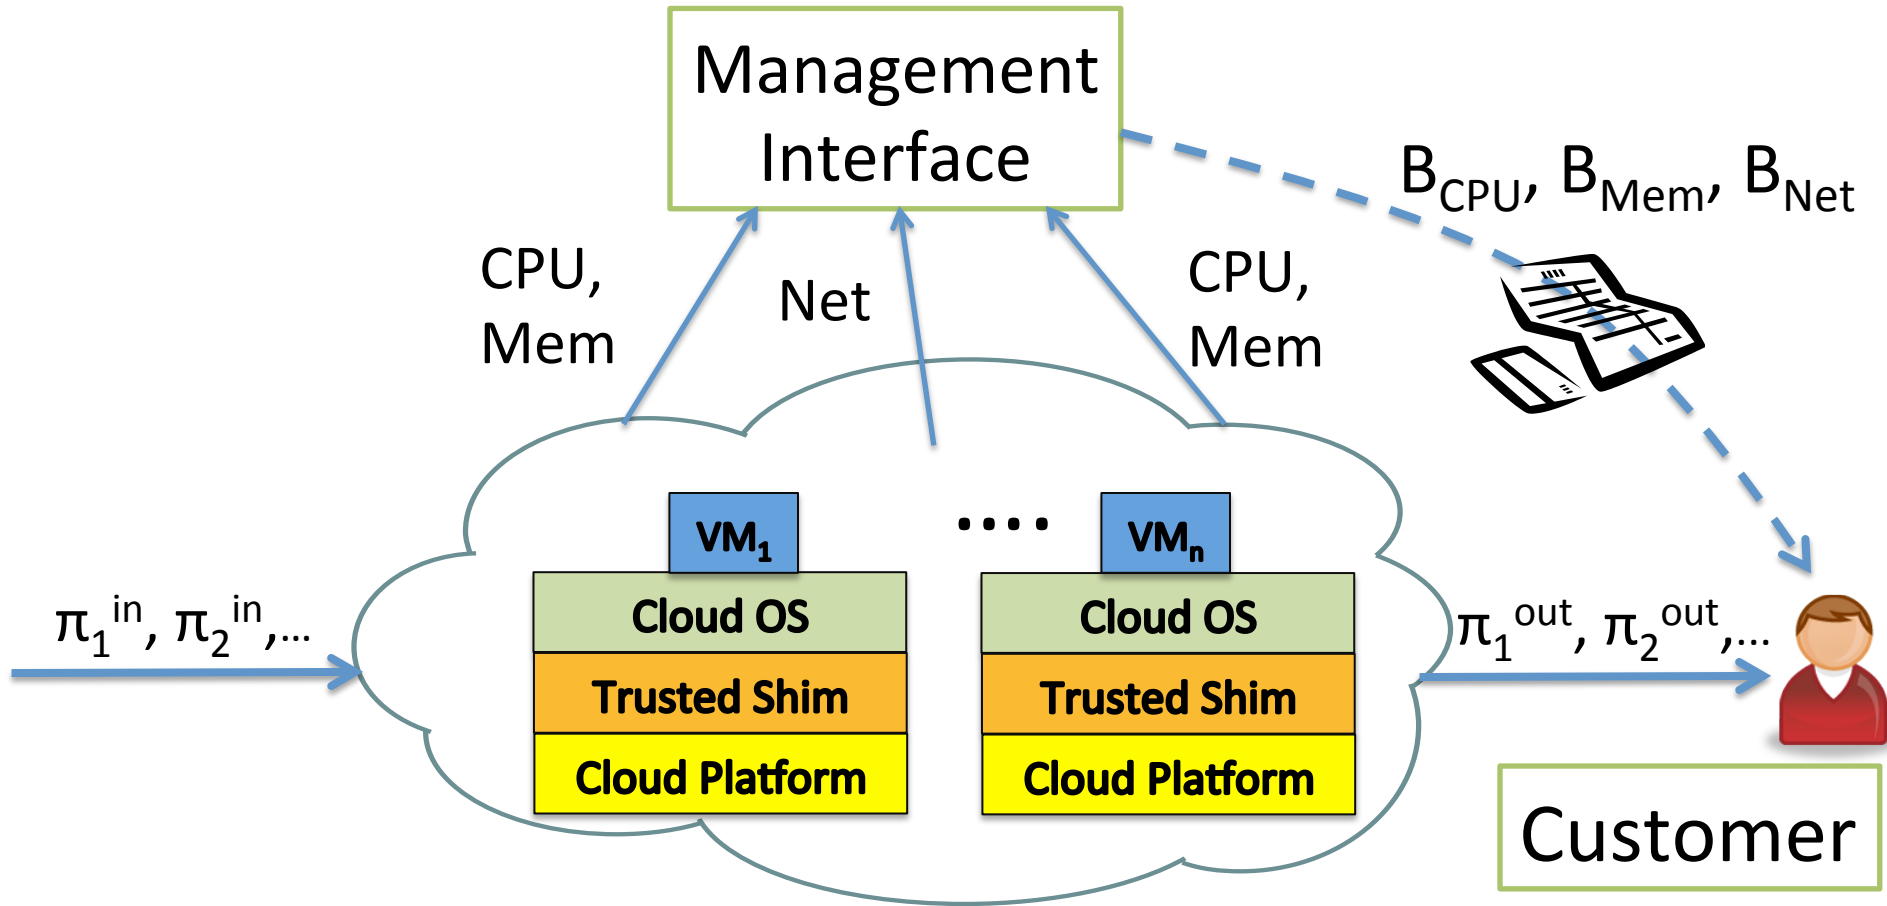 Management
Interface
B_CPU, B_Mem, B_Net
CPU,
Mem
Net
CPU,
Mem
VM_1
....
VM_n
Cloud OS
Trusted Shim
Cloud Platform
Cloud OS
Trusted Shim
Cloud Platform
π_1^in, π_2^in,...
π_1^out, π_2^out,...
Customer